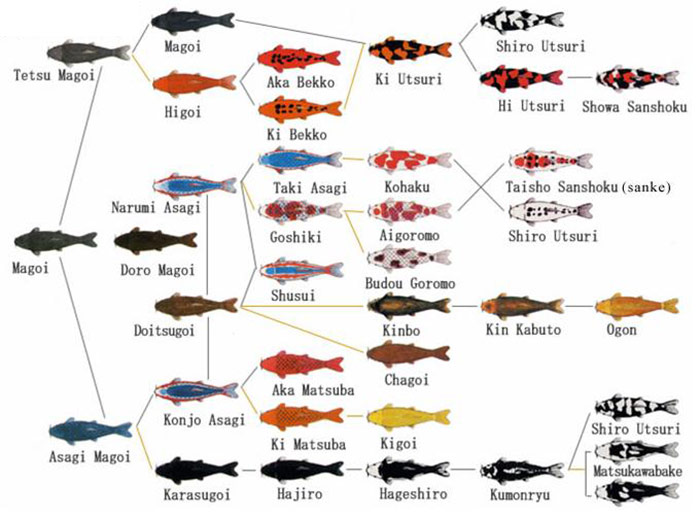 Tetsu Magoi
Magoi
Higoi
Aka Bekko
Ki Bekko
Ki Utsuri
Shiro Utsuri
Hi Utsuri
Showa Sanshoku
Narumi Asagi
Taki Asagi
Goshiki
Shusui
Kohaku
Aigoromo
Budou Goromo
Taisho Sanshoku (sanke)
Shiro Utsuri
Magoi
Doro Magoi
Doitsugoi
Kinbo
Kin Kabuto
Ogon
Chagoi
Asagi Magoi
Konjo Asagi
Aka Matsuba
Ki Matsuba
Kigoi
Karasugoi
Hajiro
Hageshiro
Kumonryu
Shiro Utsuri
Matsukawabake